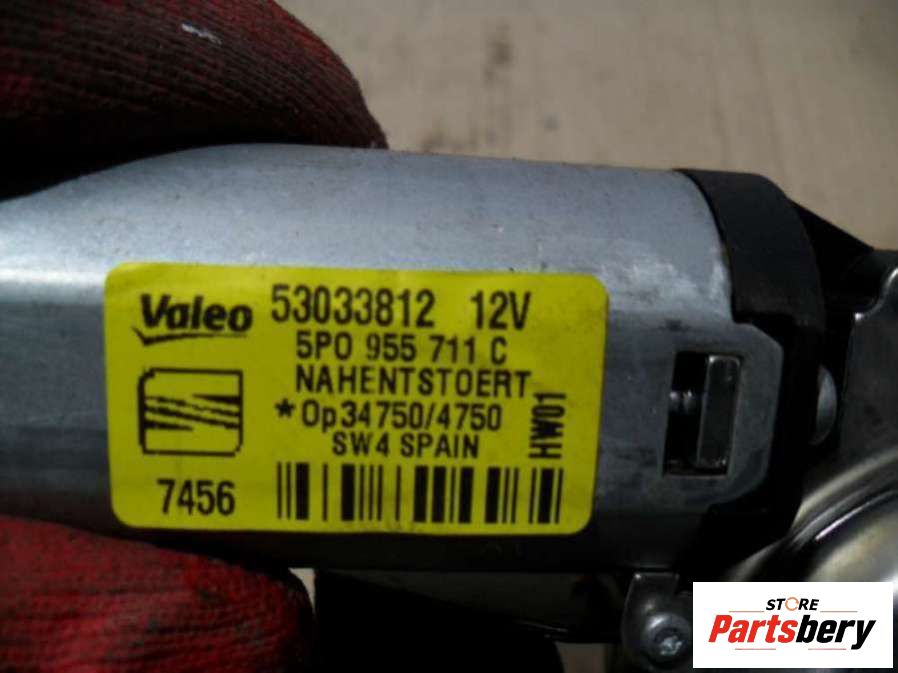 Valeo 53033812 12V
5P0 955 711 C
NAHENTSTOERT
*Op34750/4750
SW4 SPAIN
HW01
7456
STORE
Partsbery